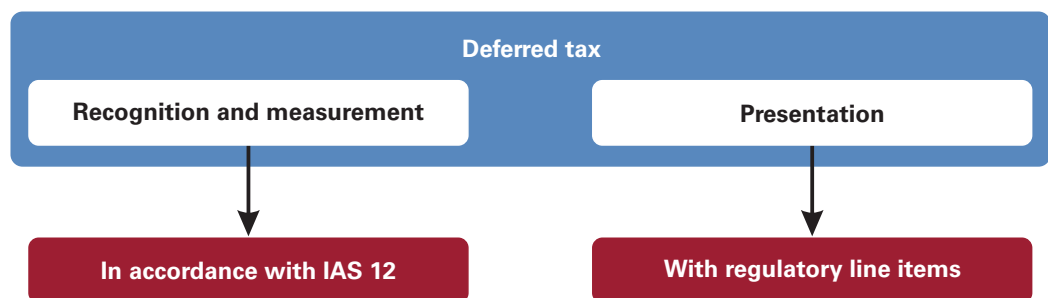 Deferred tax
Recognition and measurement
Presentation
In accordance with IAS 12
With regulatory line items